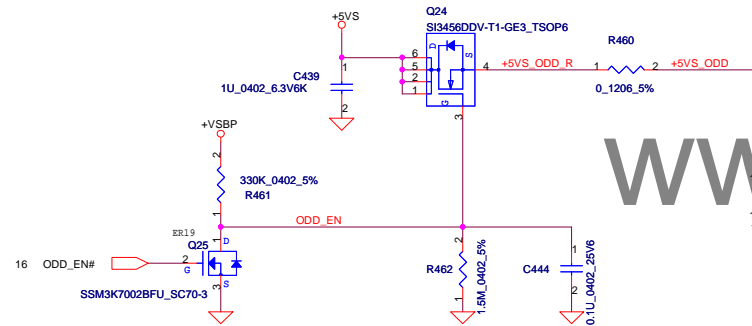 Q24
+5VS
SI3456DDV-T1-GE3_TSOP6
R460
D
S
6
5
2
1
4
+5VS_ODD_R
1
2
+5VS_ODD
0_1206_5%
C439
1U_0402_6.3V6K
1
2
G
3
+VSBP
2
330K_0402_5%
R461
1
ODD_EN
ER19
Q25
1
D
16
ODD_EN#
2
G
S
3
SSM3K7002BFU_SC70-3
2
R462
1
1.5M_0402_5%
1
C444
2
0.1U_0402_25V6